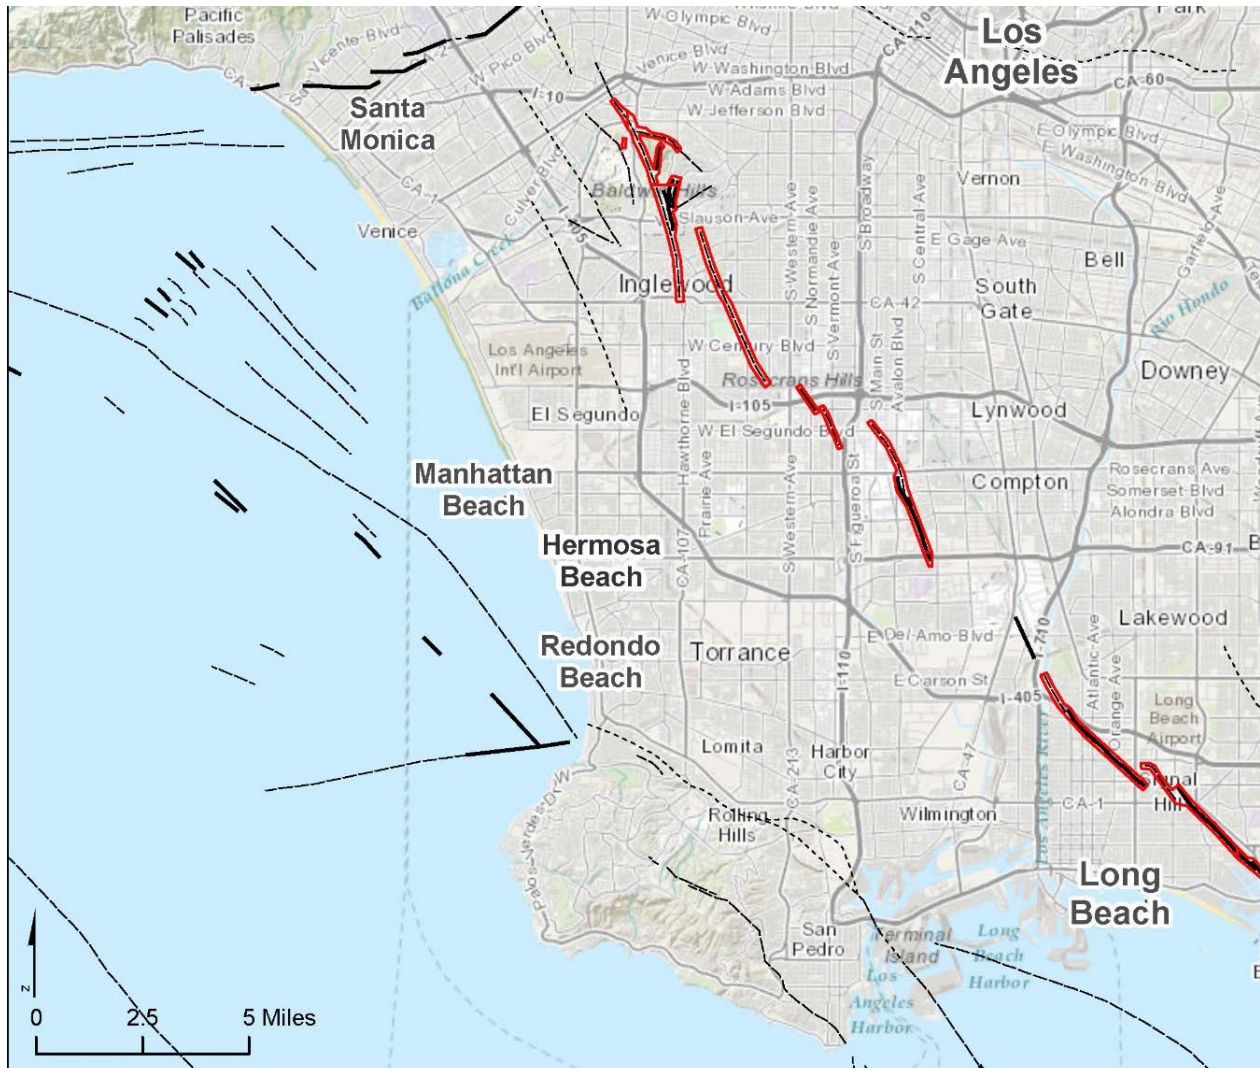 Pacific
Palisades
Los
Angeles
Park
W Olympic Blvd
Venice Blvd
W Pico Blvd
W Washington Blvd
W Adams Blvd
W Jefferson Blvd
I-10
CA-110
CA-60
Santa
Monica
CA-1
E Olympic Blvd
E Washington Blvd
Vernon
Culver Blvd
Baldwin Hills
Slauson Ave
I-405
Venice
Ballona Creek
S Western Ave
S Normandie Ave
S Vermont Ave
S Broadway
S Central Ave
E Gage Ave
Bell
Garfield Ave
Rio Hondo
Inglewood
CA-42
South
Gate
Los Angeles
Int'l Airport
W Century Blvd
Rosecrans Hills
S Main St
Avalon Blvd
Downey
El Segundo
Hawthorne Blvd
I-105
Lynwood
W El Segundo Blvd
Manhattan
Beach
Prairie Ave
S Western Ave
S Figueroa St
Compton
Rosecrans Ave
Somerset Blvd
Alondra Blvd
Hermosa
Beach
CA-107
CA-91
Redondo
Beach
Torrance
I-110
E Del Amo Blvd
E Carson St
I-405
I-710
Atlantic Ave
Orange Ave
Lakewood
Long
Beach
Airport
Lomita
CA-213
Harbor
City
CA-47
Los Angeles River
Signal
Hill
CA-1
Rolling
Hills
Wilmington
Palos Verdes Dr W
Long
Beach
San
Pedro
Terminal
Island
Long
Beach
Harbor
Los
Angeles
Harbor
N
0 2.5 5 Miles